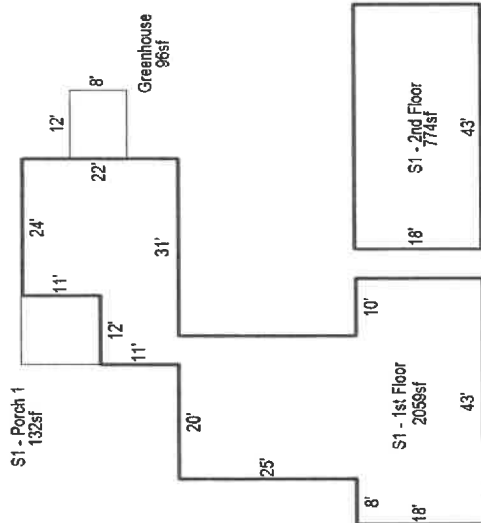 S1 - Porch 1
132sf
24'
11'
12'
11'
22'
12'
8'
Greenhouse
96sf
31'
20'
25'
10'
8'
18'
S1 - 1st Floor
2059sf
43'
18'
S1 - 2nd Floor
774sf
43'